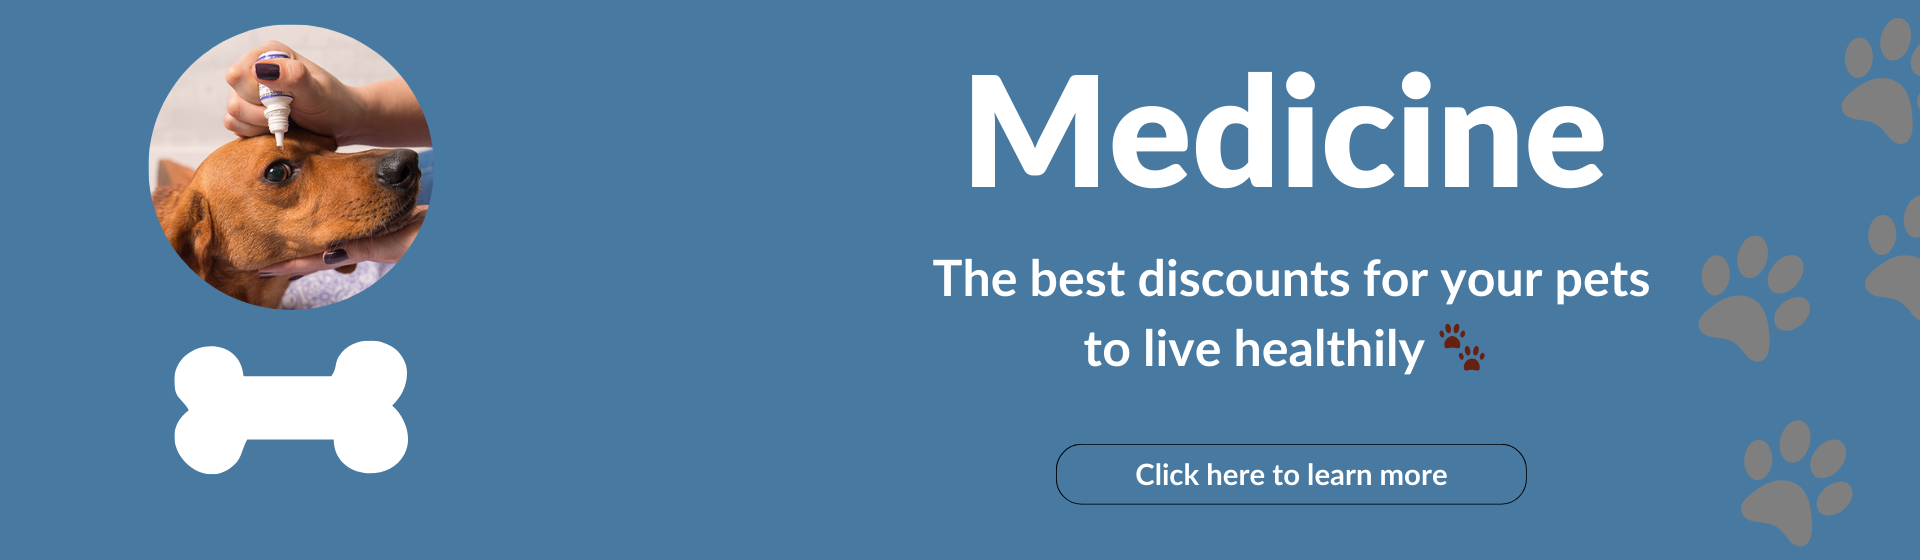 Medicine
The best discounts for your pets
to live healthily 🐾
Click here to learn more